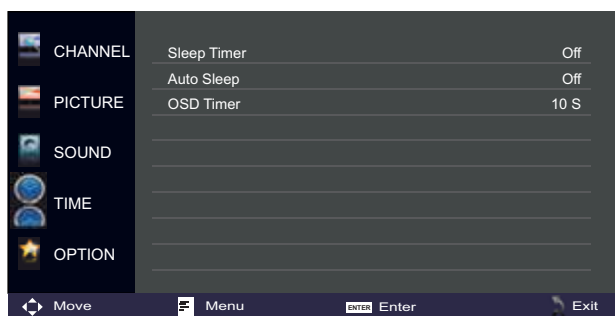 CHANNEL
PICTURE
SOUND
TIME
OPTION
Sleep Timer Off
Auto Sleep Off
OSD Timer 10 S
Move Menu ENTER Enter Exit